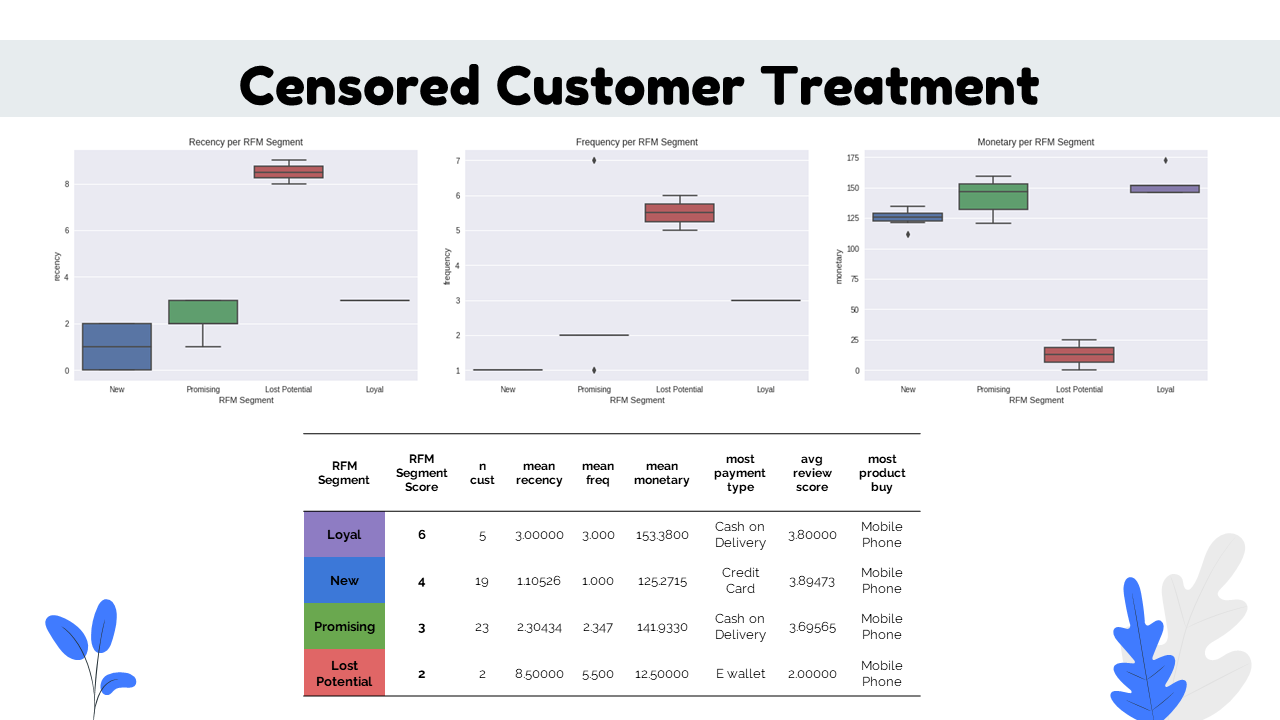 Censored Customer Treatment
Recency per RFM Segment
recency
8
6
4
2
0
New Promising Lost Potential Loyal
RFM Segment
Frequency per RFM Segment
frequency
7
6
5
4
3
2
1
New Promising Lost Potential Loyal
RFM Segment
Monetary per RFM Segment
monetary
175
150
125
100
75
50
25
0
New Promising Lost Potential Loyal
RFM Segment
RFM Segment | RFM Segment Score | n cust | mean recency | mean freq | mean monetary | most payment type | avg review score | most product buy
Loyal | 6 | 5 | 3.00000 | 3.000 | 153.3800 | Cash on Delivery | 3.80000 | Mobile Phone
New | 4 | 19 | 1.10526 | 1.000 | 125.2715 | Credit Card | 3.89473 | Mobile Phone
Promising | 3 | 23 | 2.30434 | 2.347 | 141.9330 | Cash on Delivery | 3.69565 | Mobile Phone
Lost Potential | 2 | 2 | 8.50000 | 5.500 | 12.50000 | E wallet | 2.00000 | Mobile Phone